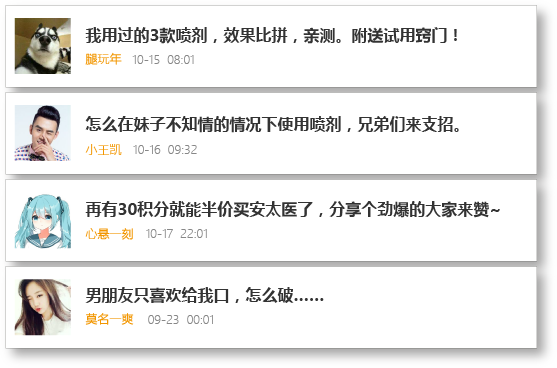 我用过的3款喷剂，效果比拼，亲测。附送试用窍门！
腿玩年 10-15 08:01
怎么在妹子不知情的情况下使用喷剂，兄弟们来支招。
小王凯 10-16 09:32
再有30积分就能半价买安太医了，分享个劲爆的大家来赞~
心悬一刻 10-17 22:01
男朋友只喜欢给我口，怎么破……
莫名一爽 09-23 00:01